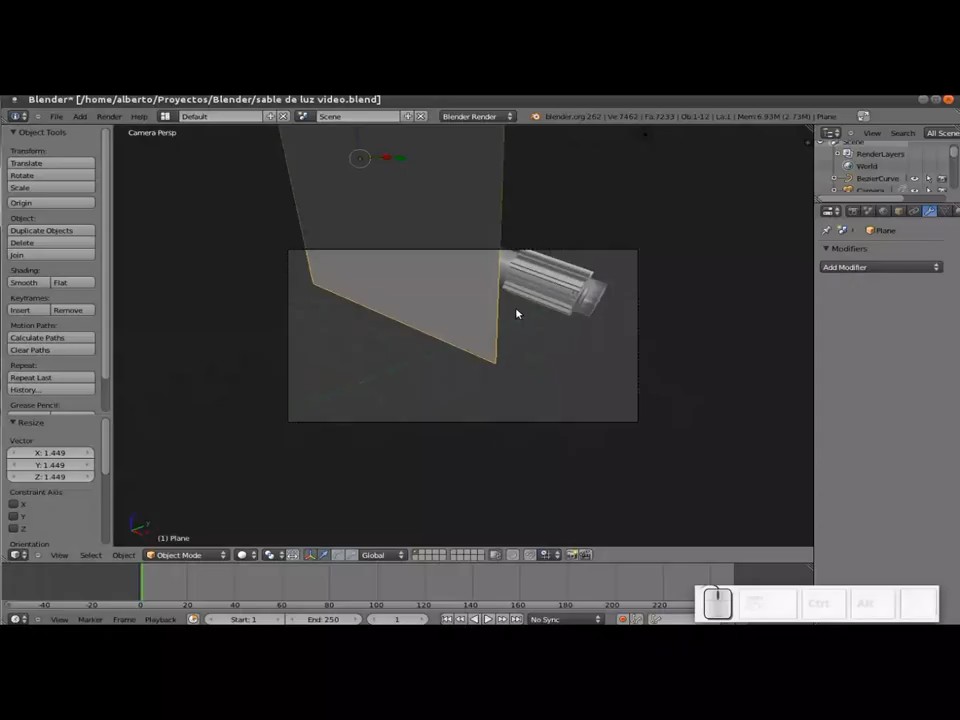 Blender* [/home/alberto/Proyectos/Blender/sable de luz video.blend]
File Add Render Help Default Scene Blender Render blender.org 262 | Ve:7462 | Fa:7233 | Ob:1-12 | La:1 | Mem:6.93M (2.73M) | Plane
Object Tools
Camera Persp
View Search All Scene
Scene
RenderLayers
World
BezierCurve
Camera
Transform:
Translate
Rotate
Scale
Origin
Plane
Object:
Duplicate Objects
Delete
Join
Modifiers
Add Modifier
Shading:
Smooth Flat
Keyframes:
Insert Remove
Motion Paths:
Calculate Paths
Clear Paths
Repeat:
Repeat Last
History...
Grease Pencil:
Resize
Vector
X: 1.449
Y: 1.449
Z: 1.449
Constraint Axis
X
Y
Z
Orientation
(1) Plane
View Select Object Object Mode Global
-40 -20 0 20 40 60 80 100 120 140 160 180 200 220
Ctrl Alt
View Marker Frame Playback Start: 1 End: 250 1 No Sync